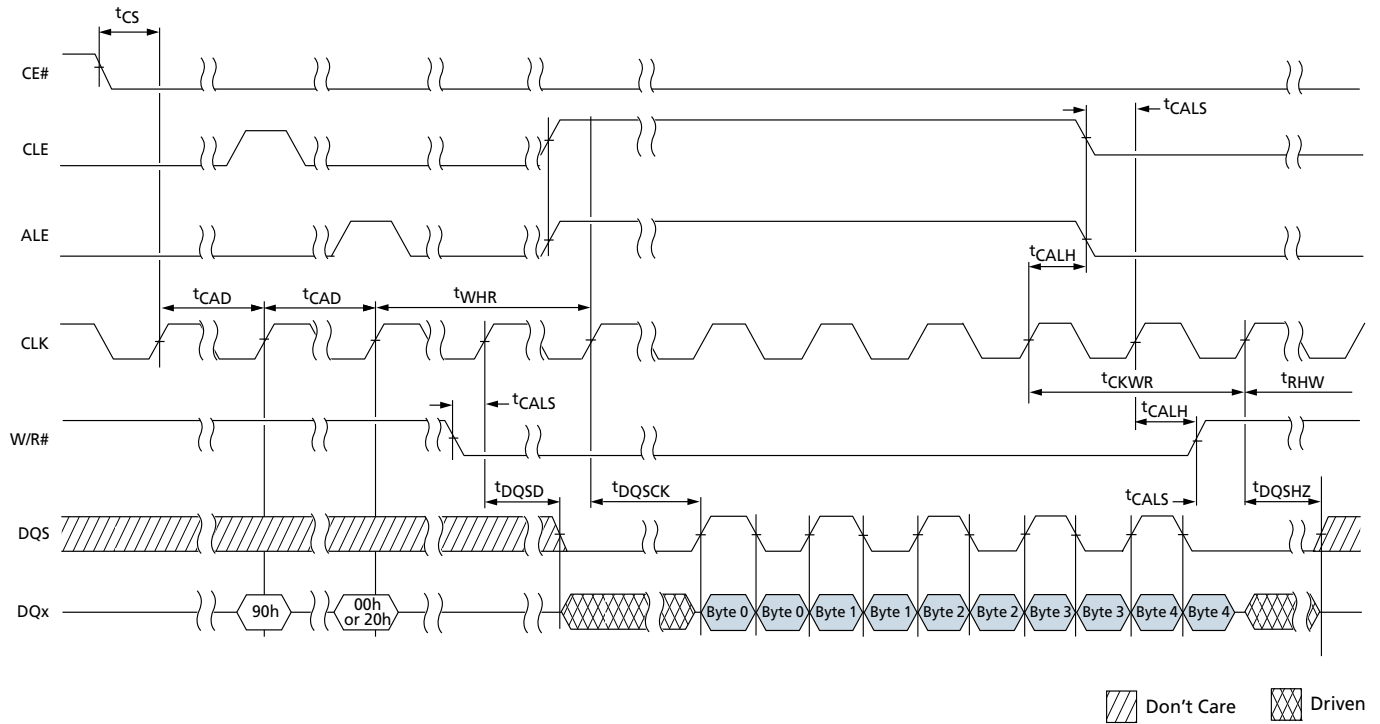 tCS
CE#
tCALS
CLE
ALE
tCALH
tCAD tCAD tWHR
CLK
tCKWR tRHW
tCALS tCALH
W/R#
tDQSD tDQSCK tCALS tDQSHZ
DQS
DQx 90h 00h or 20h Byte 0 Byte 0 Byte 1 Byte 1 Byte 2 Byte 2 Byte 3 Byte 3 Byte 4 Byte 4
Don't Care Driven